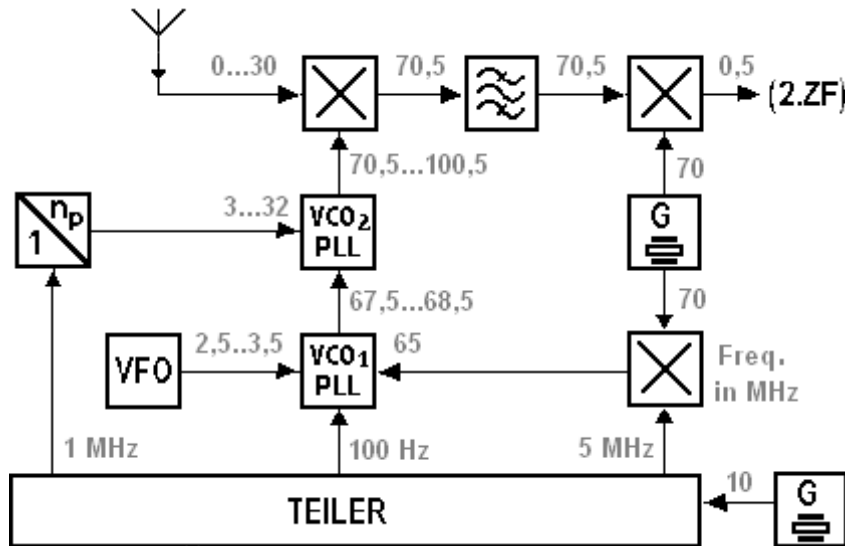 0...30
70,5
70,5
0,5
(2.ZF)
70,5...100,5
70
np
1
3...32
VCO2
PLL
G
67,5...68,5
70
VFO
2,5..3,5
VCO1
PLL
65
Freq.
in MHz
1 MHz
100 Hz
5 MHz
TEILER
10
G